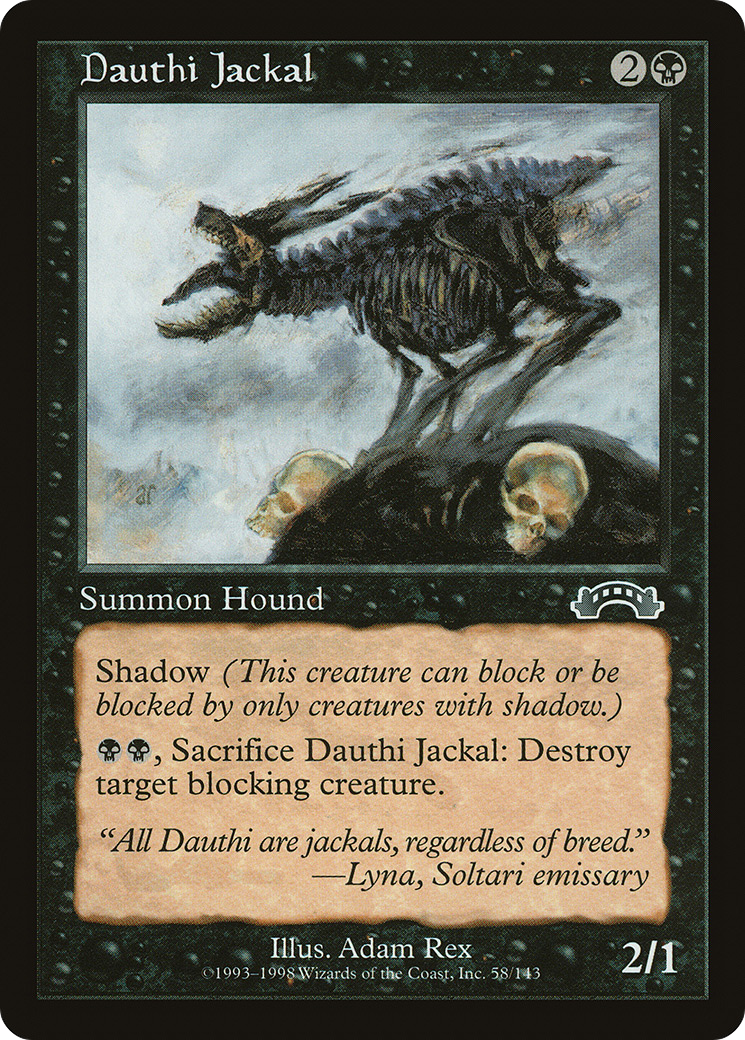 Dauthi Jackal 2
ar
Summon Hound
Shadow (This creature can block or be
blocked by only creatures with shadow.)
, Sacrifice Dauthi Jackal: Destroy
target blocking creature.
“All Dauthi are jackals, regardless of breed.”
—Lyna, Soltari emissary
Illus. Adam Rex
©1993–1998 Wizards of the Coast, Inc. 58/143
2/1